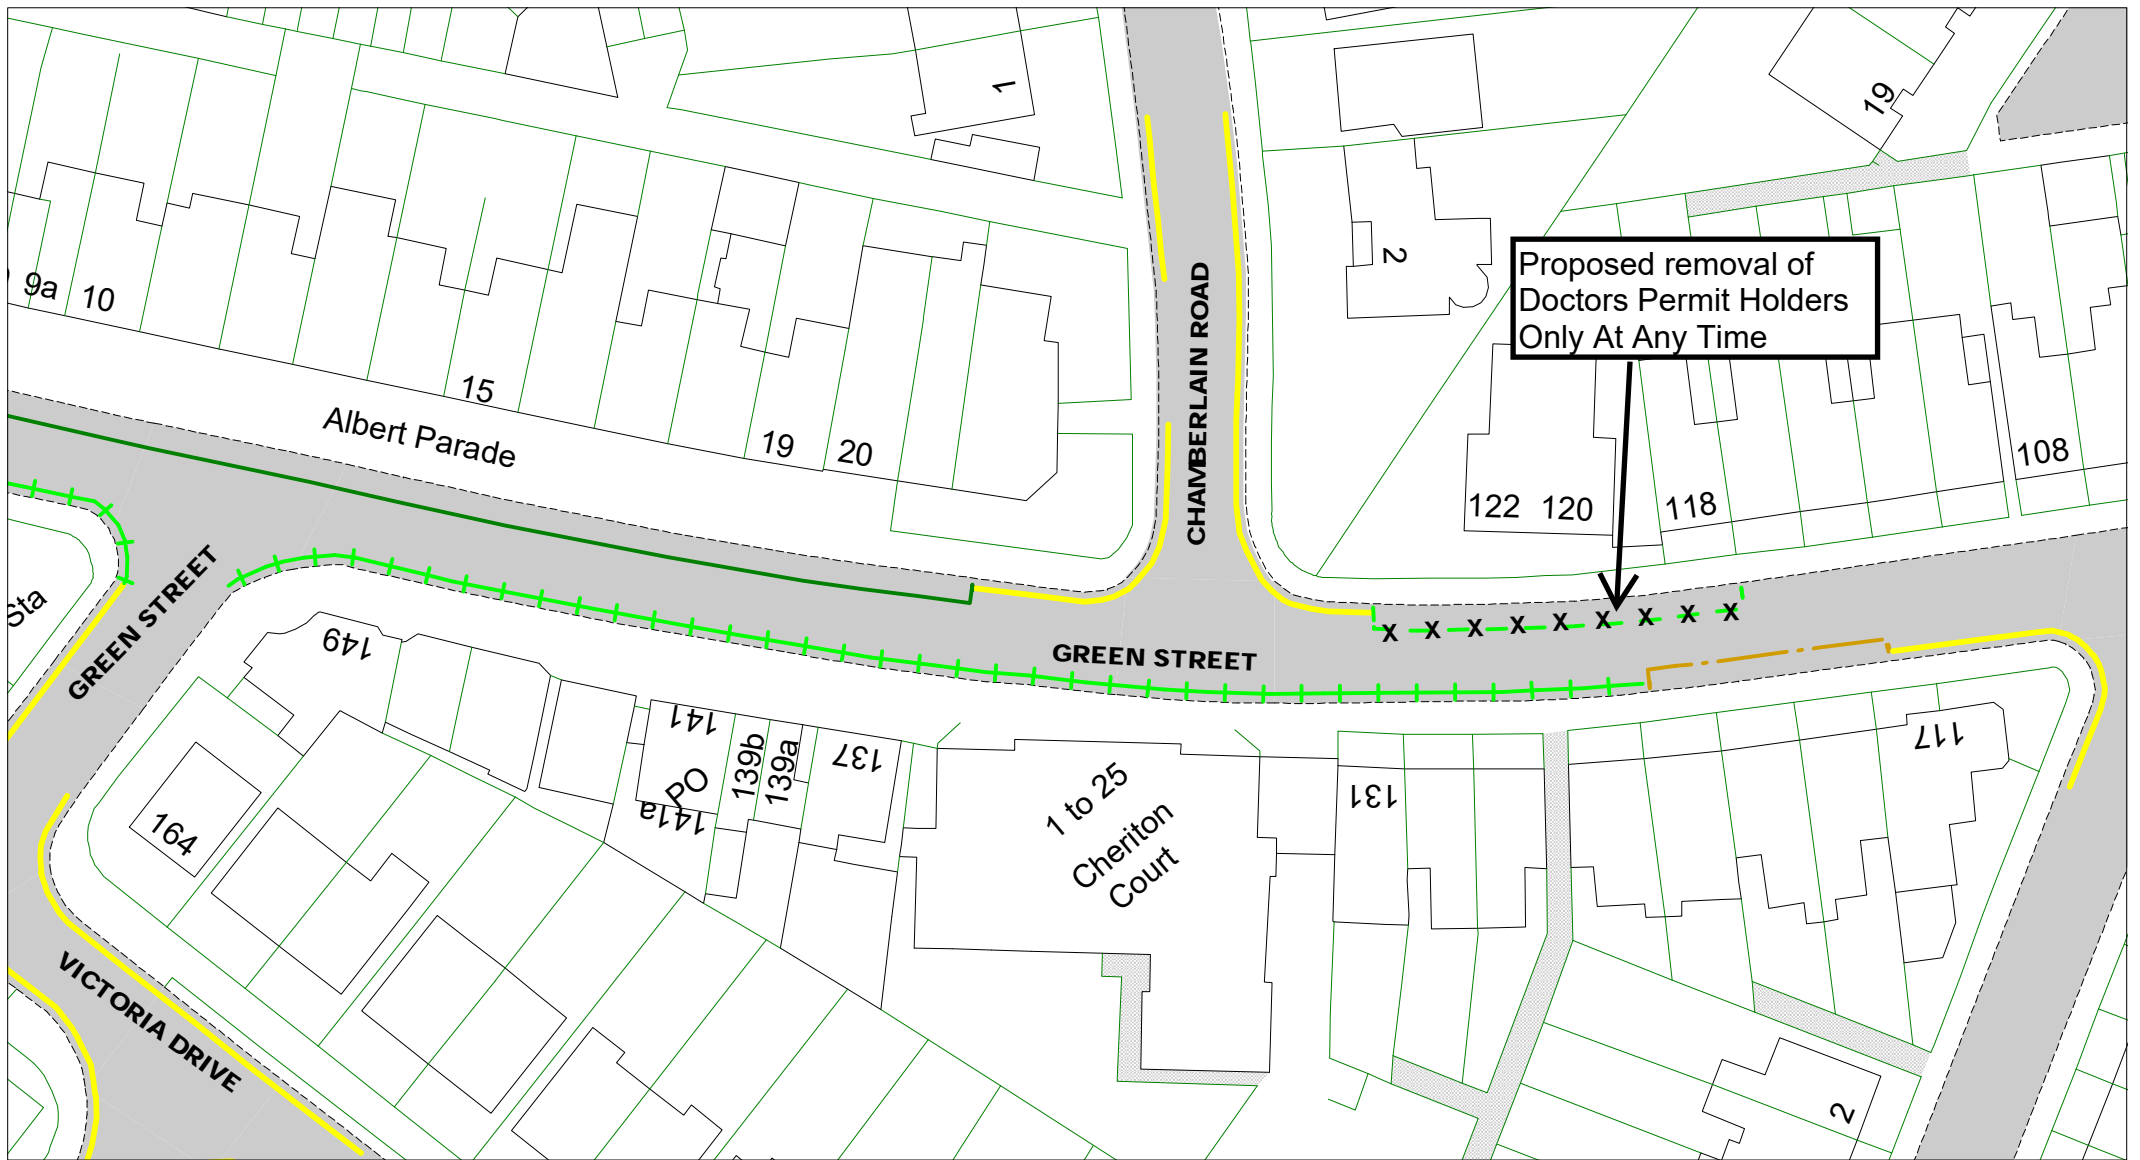 1
19
2
Proposed removal of
Doctors Permit Holders
Only At Any Time
9a
10
15
Albert Parade
19
20
CHAMBERLAIN ROAD
122
120
118
108
Sta
GREEN STREET
GREEN STREET
X X X X X X X X X
149
164
141
PO
141a
139b
139a
137
1 to 25
Cheriton
Court
131
117
VICTORIA DRIVE
2